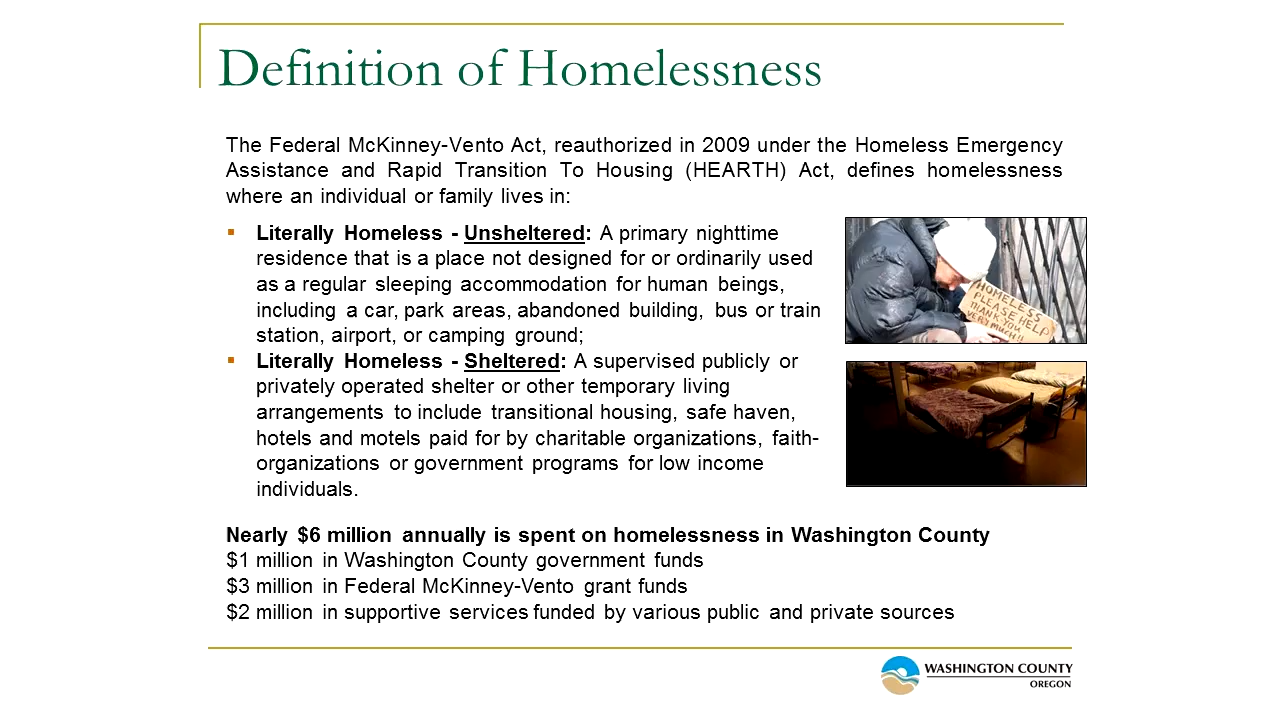 Definition of Homelessness
The Federal McKinney-Vento Act, reauthorized in 2009 under the Homeless Emergency
Assistance and Rapid Transition To Housing (HEARTH) Act, defines homelessness
where an individual or family lives in:
Literally Homeless - Unsheltered: A primary nighttime
residence that is a place not designed for or ordinarily used
as a regular sleeping accommodation for human beings,
including a car, park areas, abandoned building, bus or train
station, airport, or camping ground;
HOMELESS
PLEASE HELP
THANK YOU
VERY MUCH!!
Literally Homeless - Sheltered: A supervised publicly or
privately operated shelter or other temporary living
arrangements to include transitional housing, safe haven,
hotels and motels paid for by charitable organizations, faith-
organizations or government programs for low income
individuals.
Nearly $6 million annually is spent on homelessness in Washington County
$1 million in Washington County government funds
$3 million in Federal McKinney-Vento grant funds
$2 million in supportive services funded by various public and private sources
WASHINGTON COUNTY
OREGON